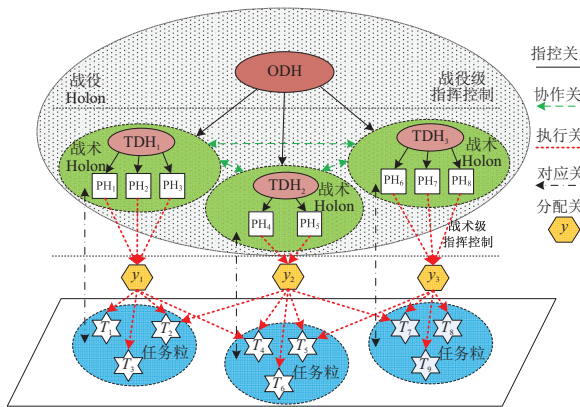 ODH
战役
Holon
战役级
指挥控制
TDH₁
战术
Holon
PH₁
PH₂
PH₃
TDH₂
战术
Holon
PH₄
PH₅
TDH₃
战术
Holon
PH₆
PH₇
PH₈
战术级
指挥控制
y₁
y₂
y₃
T₁
T₂
T₃
任务粒
T₄
T₅
T₆
任务粒
T₇
T₈
T₉
任务粒
指控关
协作关
执行关
对应关
分配关
y